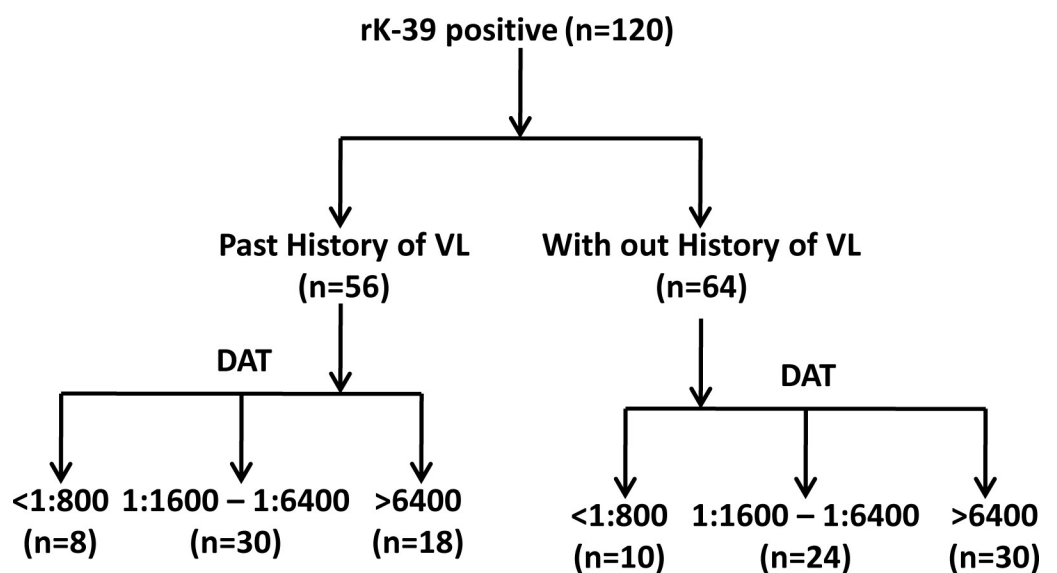 rK-39 positive (n=120)
Past History of VL
(n=56)
With out History of VL
(n=64)
DAT
<1:800 1:1600 – 1:6400 >6400
(n=8) (n=30) (n=18)
DAT
<1:800 1:1600 – 1:6400 >6400
(n=10) (n=24) (n=30)